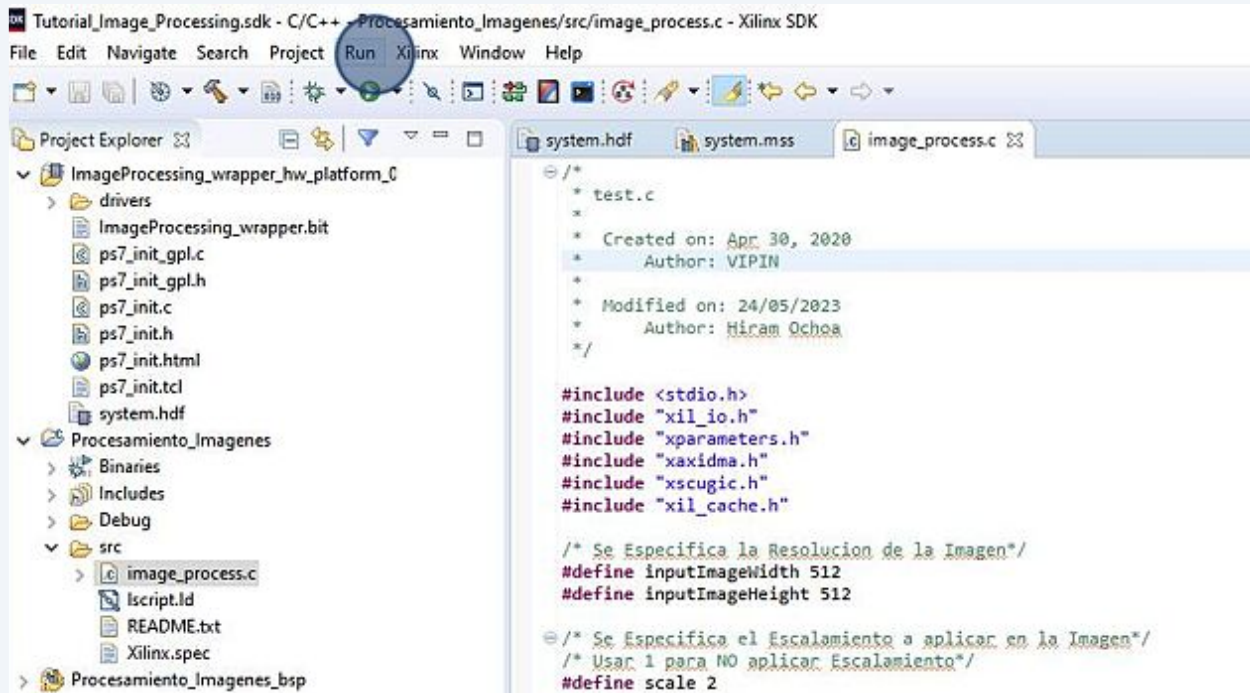 Tutorial_Image_Processing.sdk - C/C++ - Procesamiento_Imagenes/src/image_process.c - Xilinx SDK
File Edit Navigate Search Project Run Xilinx Window Help
Project Explorer
ImageProcessing_wrapper_hw_platform_0
drivers
ImageProcessing_wrapper.bit
ps7_init_gpl.c
ps7_init_gpl.h
ps7_init.c
ps7_init.h
ps7_init.html
ps7_init.tcl
system.hdf
Procesamiento_Imagenes
Binaries
Includes
Debug
src
image_process.c
lscript.ld
README.txt
Xilinx.spec
Procesamiento_Imagenes_bsp
system.hdf system.mss image_process.c
/*
* test.c
*
* Created on: Apr 30, 2020
* Author: VIPIN
*
* Modified on: 24/05/2023
* Author: Hiram Ochoa
*/
#include <stdio.h>
#include "xil_io.h"
#include "xparameters.h"
#include "xaxidma.h"
#include "xscugic.h"
#include "xil_cache.h"
/* Se Especifica la Resolucion de la Imagen*/
#define inputImageWidth 512
#define inputImageHeight 512
/* Se Especifica el Escalamiento a aplicar en la Imagen*/
/* Usar 1 para NO aplicar Escalamiento*/
#define scale 2